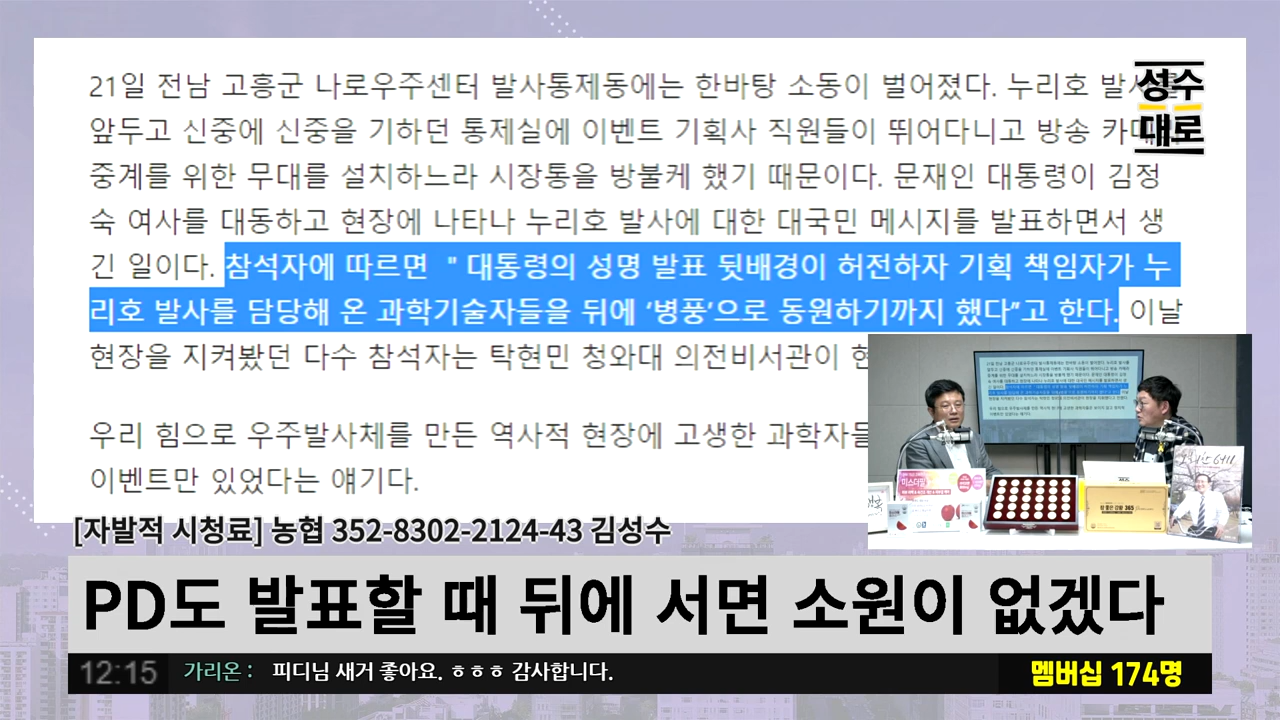 21일 전남 고흥군 나로우주센터 발사통제동에는 한바탕 소동이 벌어졌다. 누리호 발사를
앞두고 신중에 신중을 기하던 통제실에 이벤트 기획사 직원들이 뛰어다니고 방송
중계를 위한 무대를 설치하느라 시장통을 방불케 했기 때문이다. 문재인 대통령이 김정
숙 여사를 대동하고 현장에 나타나 누리호 발사에 대한 대국민 메시지를 발표하면서 생
긴 일이다. 참석자에 따르면 " 대통령의 성명 발표 뒷배경이 허전하자 기획 책임자가 누
리호 발사를 담당해 온 과학기술자들을 뒤에 ‘병풍’으로 동원하기까지 했다"고 한다. 이날
현장을 지켜봤던 다수 참석자는 탁현민 청와대 의전비서관이
우리 힘으로 우주발사체를 만든 역사적 현장에 고생한 과학자들
이벤트만 있었다는 얘기다.
성수
대로
미스더밀
[자발적 시청료] 농협 352-8302-2124-43 김성수
PD도 발표할 때 뒤에 서면 소원이 없겠다
12:15 가리온 : 피디님 새거 좋아요. ㅎㅎㅎ 감사합니다.
멤버십 174명